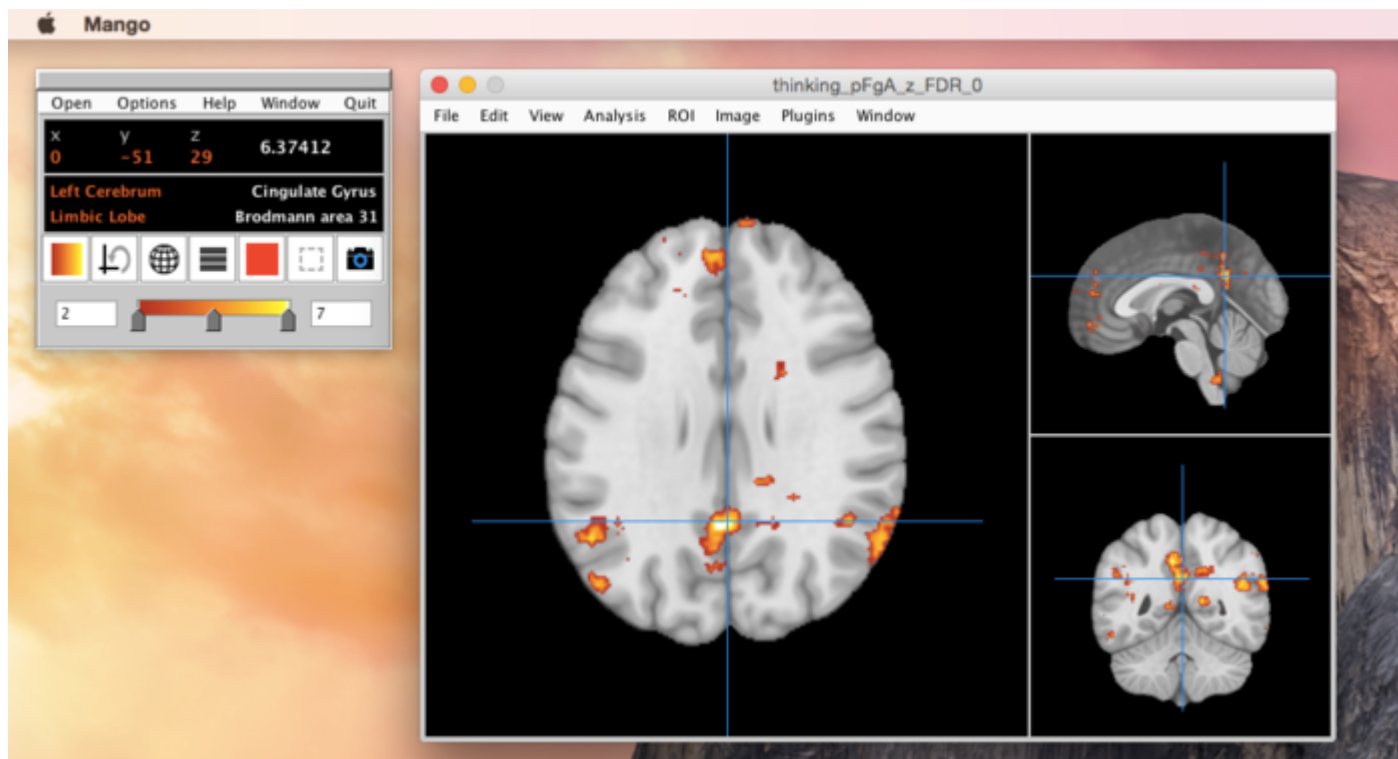 Mango
Open Options Help Window Quit
x y z 6.37412
0 -51 29
Left Cerebrum Cingulate Gyrus
Limbic Lobe Brodmann area 31
2 7
thinking_pFgA_z_FDR_0
File Edit View Analysis ROI Image Plugins Window